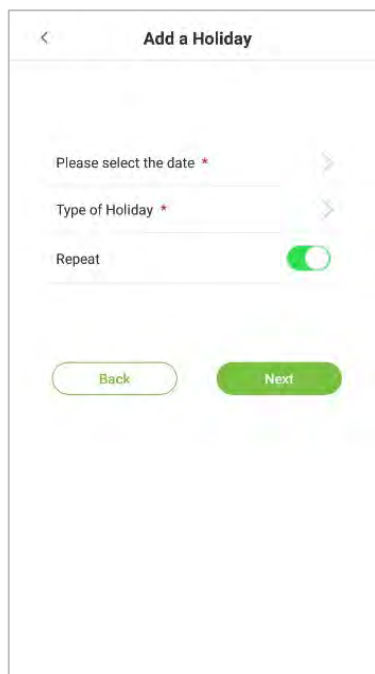 Add a Holiday
Please select the date *
Type of Holiday *
Repeat
Back
Next